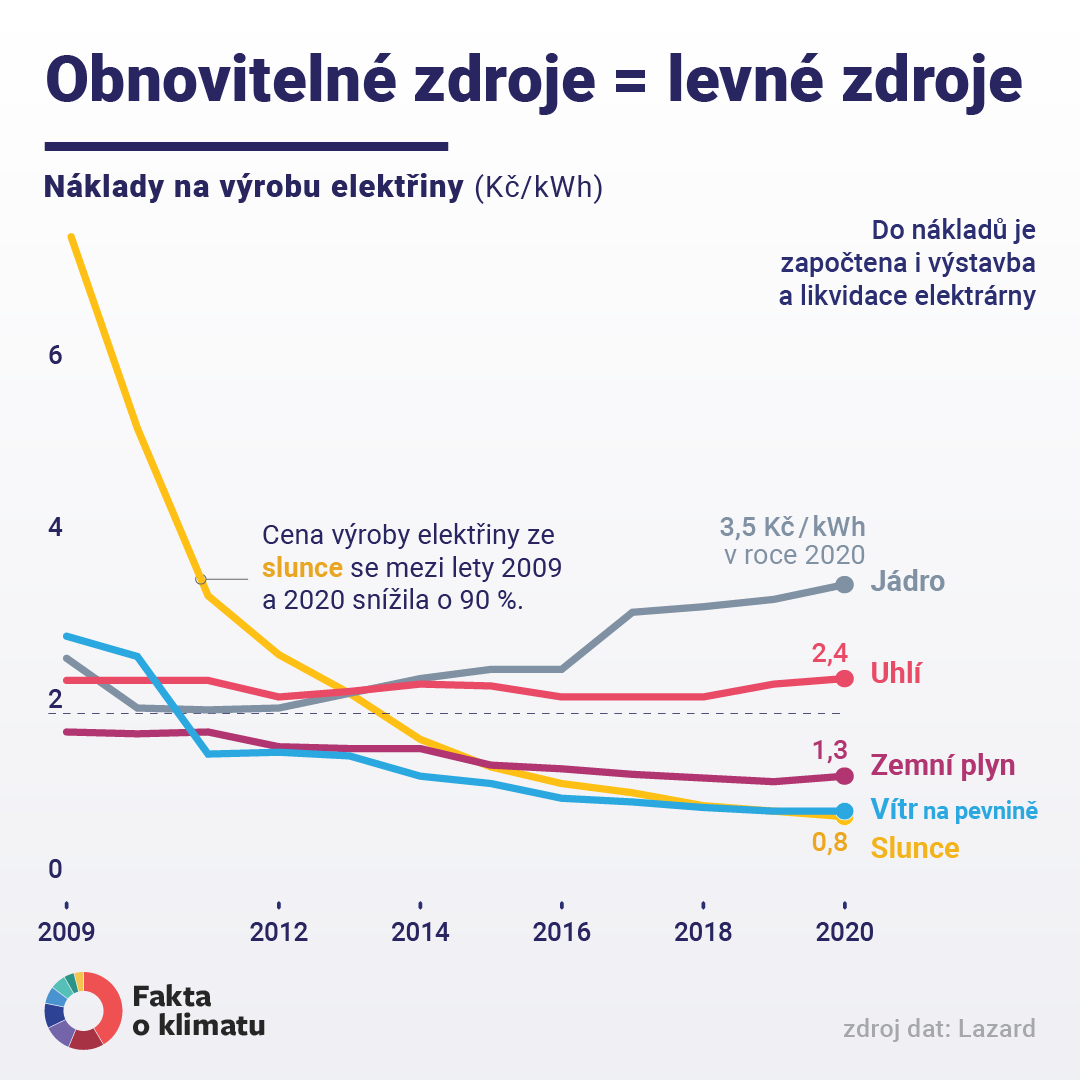 Obnovitelné zdroje = levné zdroje
Náklady na výrobu elektřiny (Kč/kWh)
Do nákladů je
započtena i výstavba
a likvidace elektrárny
6
4
2
0
Cena výroby elektřiny ze
slunce se mezi lety 2009
a 2020 snížila o 90 %.
3,5 Kč/kWh
v roce 2020
Jádro
2,4
Uhlí
1,3
Zemní plyn
Vítr na pevnině
0,8
Slunce
2009 2012 2014 2016 2018 2020
Fakta
o klimatu
zdroj dat: Lazard